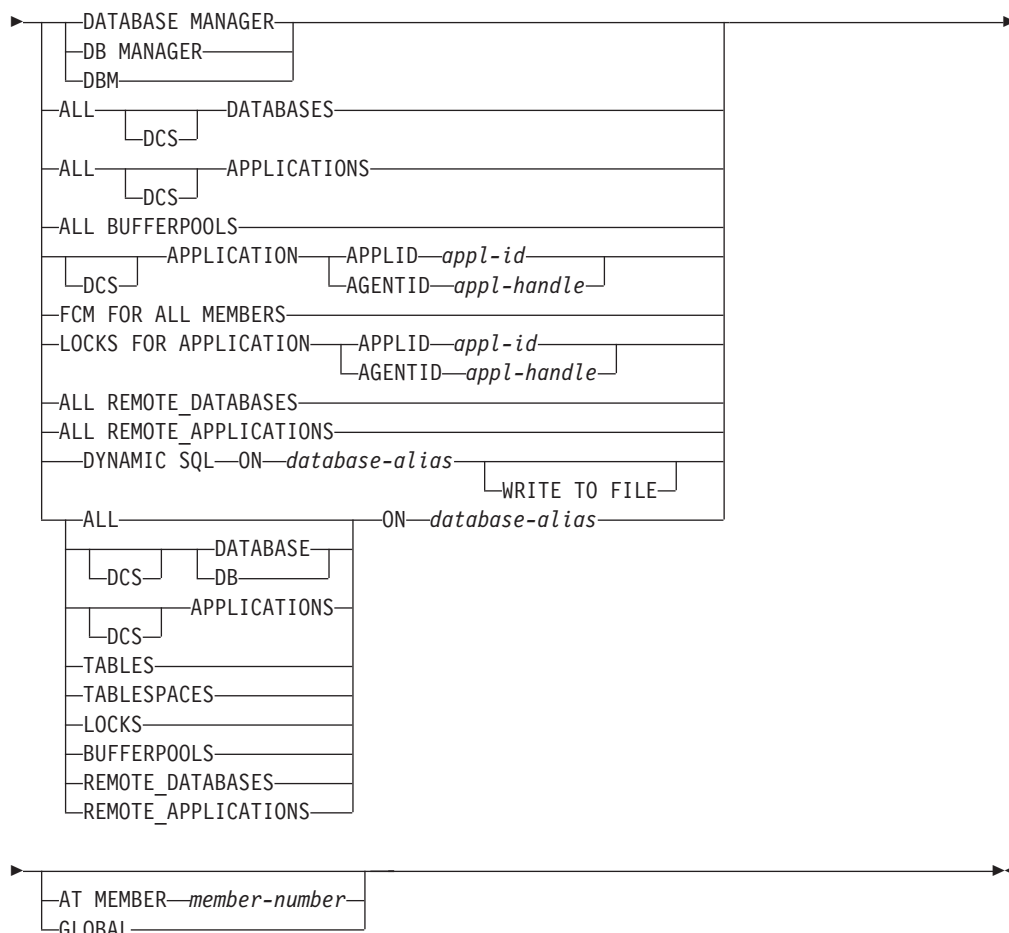 DATABASE MANAGER
DB MANAGER
DBM
ALL DATABASES
DCS
ALL APPLICATIONS
DCS
ALL BUFFERPOOLS
APPLICATION APPLID appl-id
DCS AGENTID appl-handle
FCM FOR ALL MEMBERS
LOCKS FOR APPLICATION APPLID appl-id
AGENTID appl-handle
ALL REMOTE_DATABASES
ALL REMOTE_APPLICATIONS
DYNAMIC SQL ON database-alias
WRITE TO FILE
ALL ON database-alias
DATABASE
DCS DB
APPLICATIONS
DCS
TABLES
TABLESPACES
LOCKS
BUFFERPOOLS
REMOTE_DATABASES
REMOTE_APPLICATIONS
AT MEMBER member-number
GLOBAL